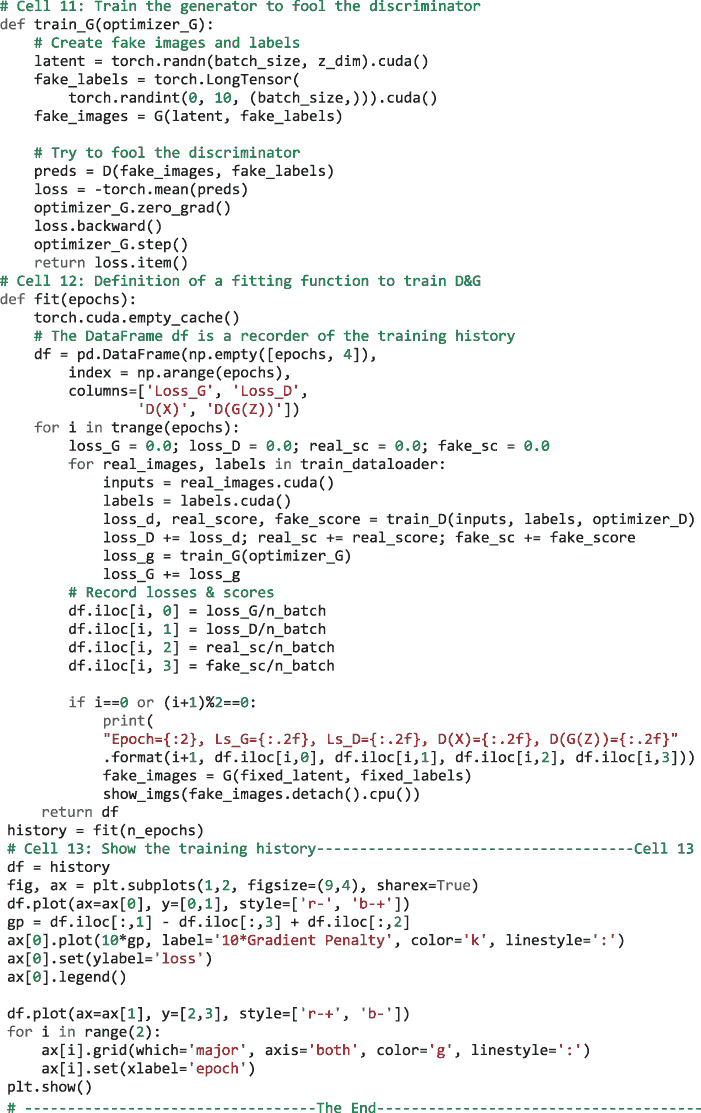 # Cell 11: Train the generator to fool the discriminator
def train_G(optimizer_G):
    # Create fake images and labels
    latent = torch.randn(batch_size, z_dim).cuda()
    fake_labels = torch.LongTensor(
        torch.randint(0, 10, (batch_size,))).cuda()
    fake_images = G(latent, fake_labels)

    # Try to fool the discriminator
    preds = D(fake_images, fake_labels)
    loss = -torch.mean(preds)
    optimizer_G.zero_grad()
    loss.backward()
    optimizer_G.step()
    return loss.item()
# Cell 12: Definition of a fitting function to train D&G
def fit(epochs):
    torch.cuda.empty_cache()
    # The DataFrame df is a recorder of the training history
    df = pd.DataFrame(np.empty([epochs, 4]),
        index = np.arange(epochs),
        columns=['Loss_G', 'Loss_D',
                'D(X)', 'D(G(Z))'])
    for i in trange(epochs):
        loss_G = 0.0; loss_D = 0.0; real_sc = 0.0; fake_sc = 0.0
        for real_images, labels in train_dataloader:
            inputs = real_images.cuda()
            labels = labels.cuda()
            loss_d, real_score, fake_score = train_D(inputs, labels, optimizer_D)
            loss_D += loss_d; real_sc += real_score; fake_sc += fake_score
            loss_g = train_G(optimizer_G)
            loss_G += loss_g
        # Record losses & scores
        df.iloc[i, 0] = loss_G/n_batch
        df.iloc[i, 1] = loss_D/n_batch
        df.iloc[i, 2] = real_sc/n_batch
        df.iloc[i, 3] = fake_sc/n_batch

        if i==0 or (i+1)%2==0:
            print(
            "Epoch={:2}, Ls_G={:.2f}, Ls_D={:.2f}, D(X)={:.2f}, D(G(Z))={:.2f}"
            .format(i+1, df.iloc[i,0], df.iloc[i,1], df.iloc[i,2], df.iloc[i,3]))
            fake_images = G(fixed_latent, fixed_labels)
            show_imgs(fake_images.detach().cpu())
    return df
history = fit(n_epochs)
# Cell 13: Show the training history-------------------------------------Cell 13
df = history
fig, ax = plt.subplots(1,2, figsize=(9,4), sharex=True)
df.plot(ax=ax[0], y=[0,1], style=['r-', 'b-+'])
gp = df.iloc[:,1] - df.iloc[:,3] + df.iloc[:,2]
ax[0].plot(10*gp, label='10*Gradient Penalty', color='k', linestyle=':')
ax[0].set(ylabel='loss')
ax[0].legend()

df.plot(ax=ax[1], y=[2,3], style=['r-+', 'b-'])
for i in range(2):
    ax[i].grid(which='major', axis='both', color='g', linestyle=':')
    ax[i].set(xlabel='epoch')
plt.show()
# ----------------------------------The End--------------------------------------